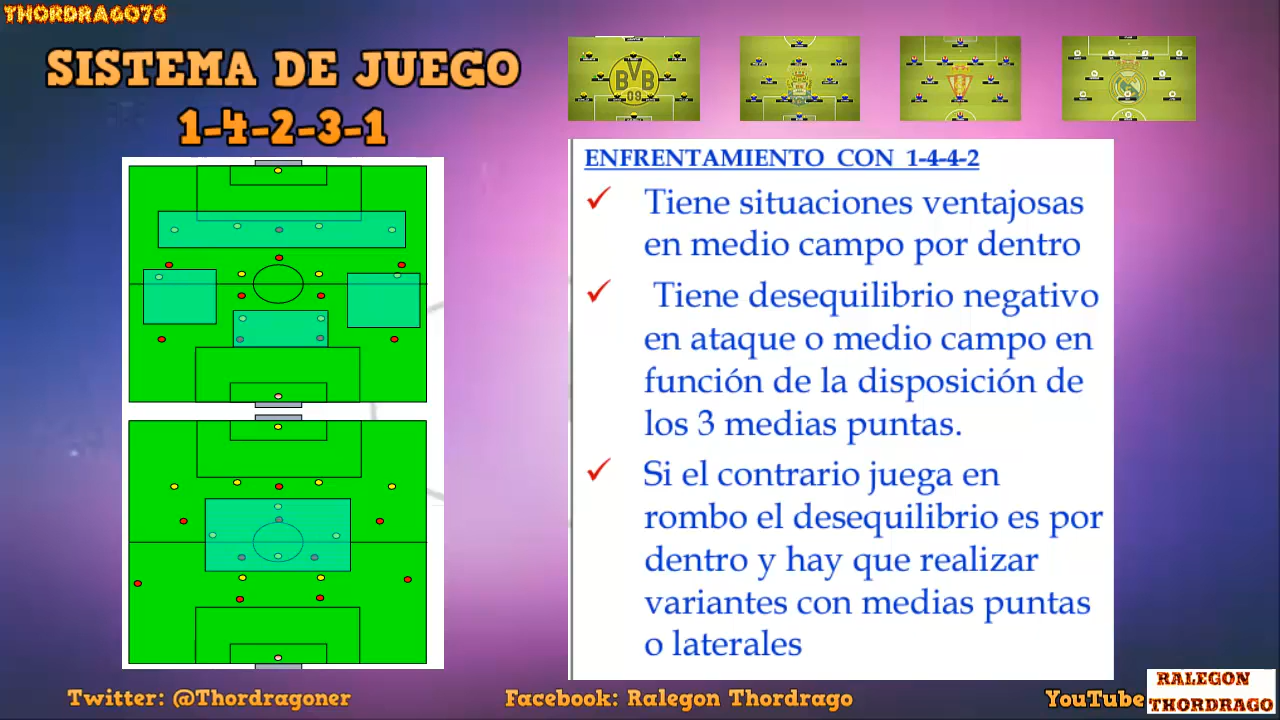 THORDRAGO76
SISTEMA DE JUEGO
1-4-2-3-1
BVB
09
ENFRENTAMIENTO CON 1-4-4-2
✓ Tiene situaciones ventajosas
en medio campo por dentro
✓ Tiene desequilibrio negativo
en ataque o medio campo en
función de la disposición de
los 3 medias puntas.
✓ Si el contrario juega en
rombo el desequilibrio es por
dentro y hay que realizar
variantes con medias puntas
o laterales
Twitter: @Thordragoner
Facebook: Ralegon Thordrago
YouTube
RALEGON
THORDRAGO